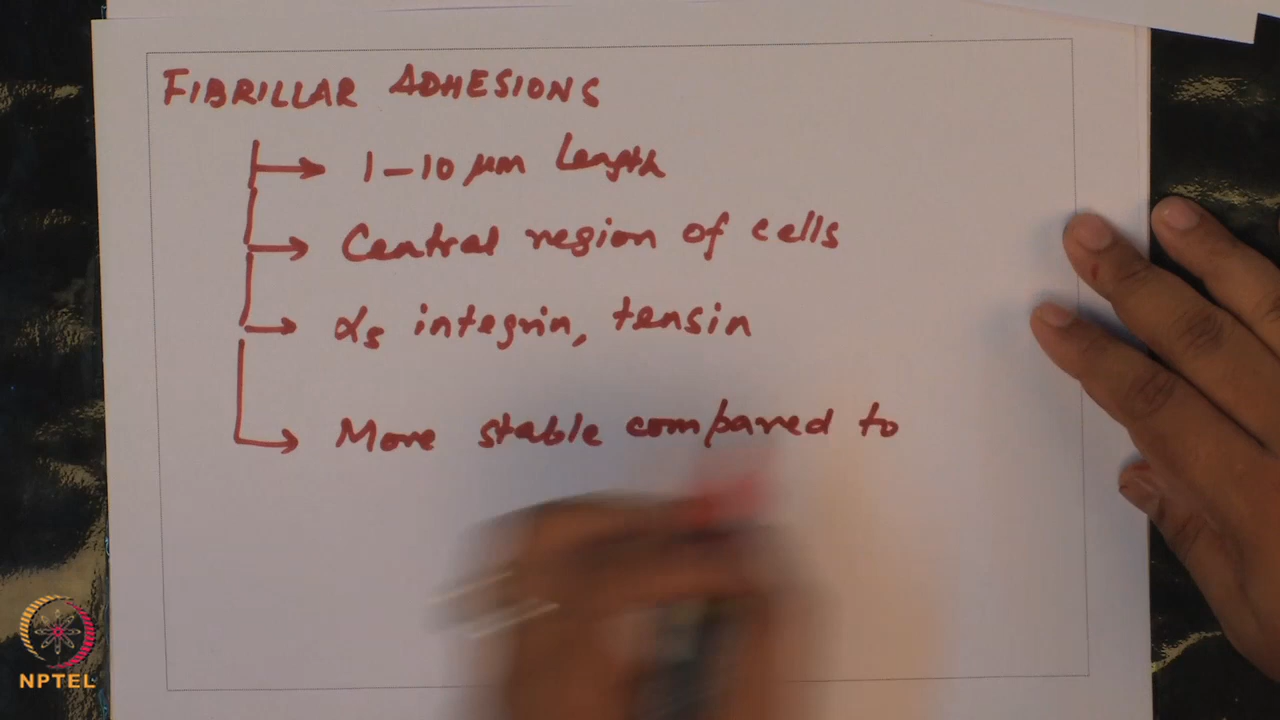 FIBRILLAR ADHESIONS
1-10 μm Length
Central region of cells
α5 integrin, tensin
More stable compared to
NPTEL